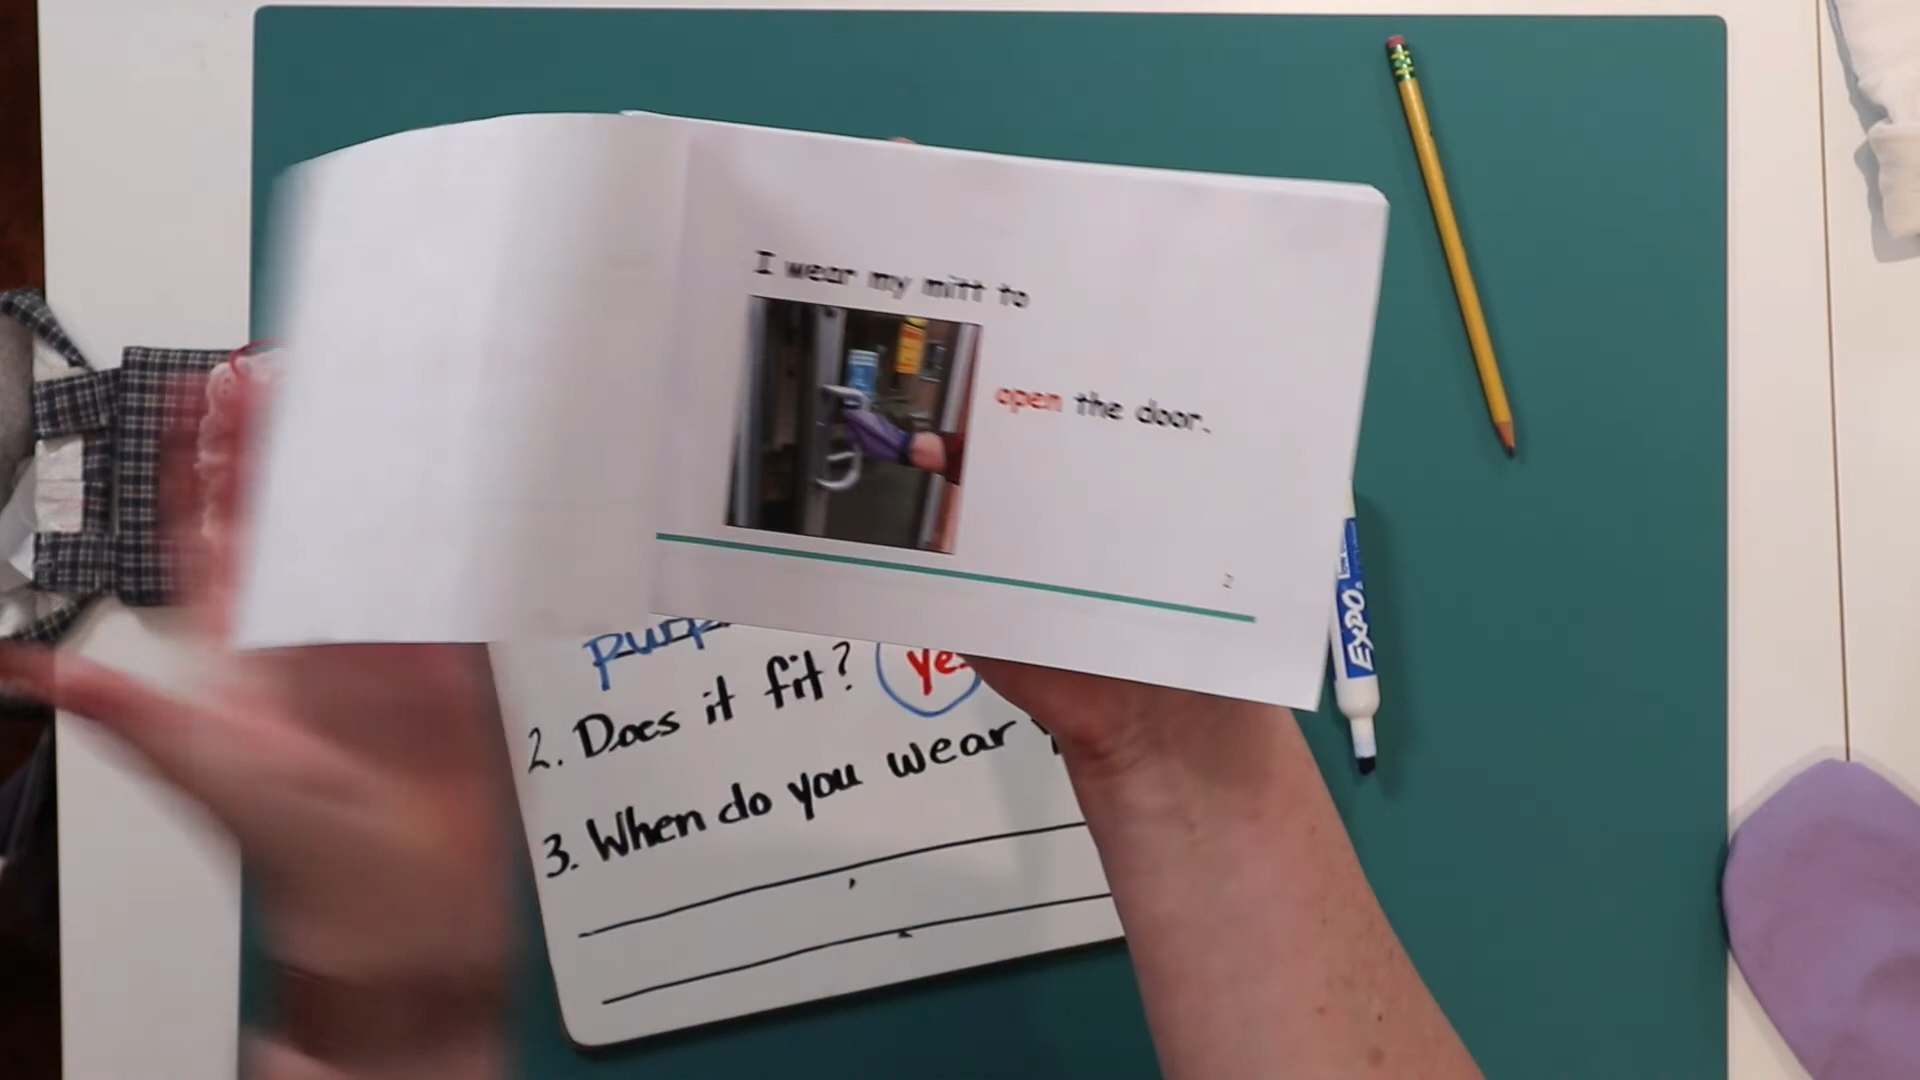 I wear my mitt to
open the door.
2
2. Does it fit?
3. When do you wear
EXPO